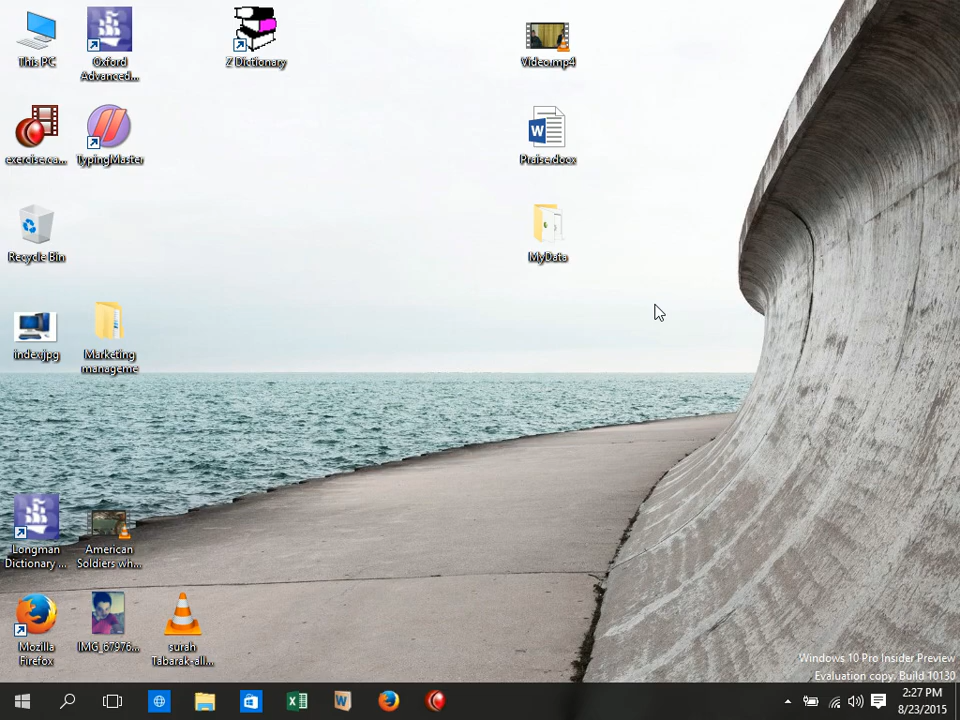 This PC
Oxford
Advanced...
Z Dictionary
Video.mp4
exercise.ca...
TypingMaster
W
Praise.docx
Recycle Bin
MyData
index.jpg
Marketing
manageme
Longman
Dictionary ...
American
Soldiers wh...
Mozilla
Firefox
IMG_67976...
surah
Tabarak-all...
Windows 10 Pro Insider Preview
Evaluation copy. Build 10130
2:27 PM
8/23/2015